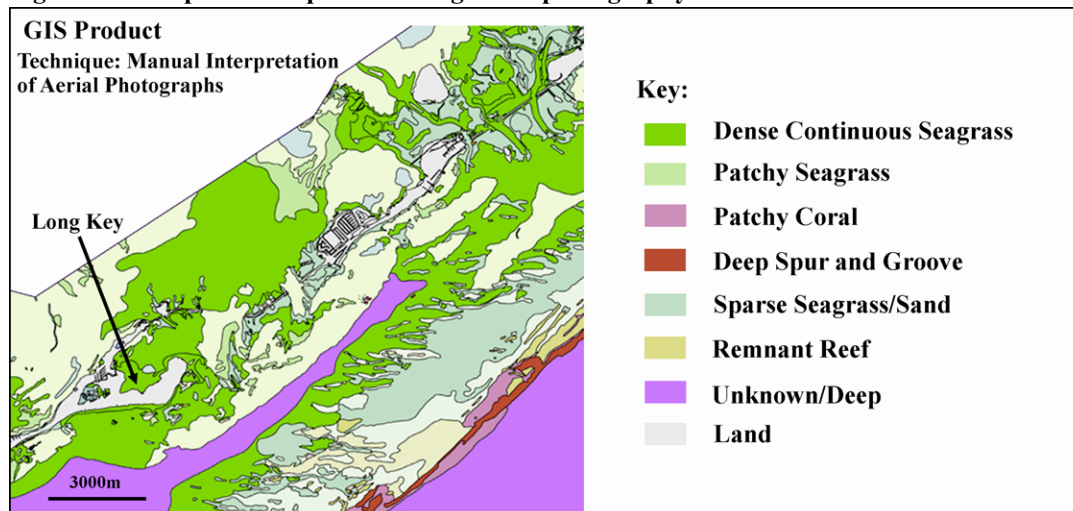 GIS Product
Technique: Manual Interpretation
of Aerial Photographs
Long Key
3000m
Key:
Dense Continuous Seagrass
Patchy Seagrass
Patchy Coral
Deep Spur and Groove
Sparse Seagrass/Sand
Remnant Reef
Unknown/Deep
Land